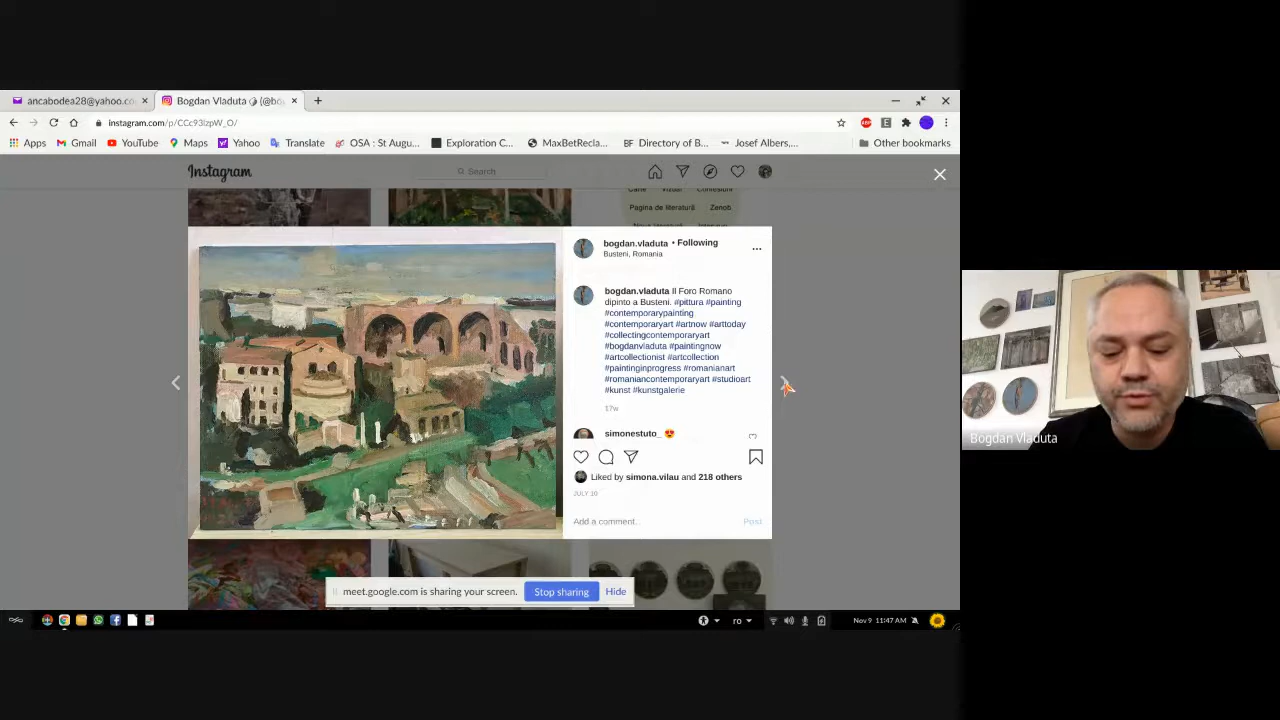 ancabodea28@yahoo.co
Bogdan Vladuta
instagram.com/p/CCc93lzpW_O/
Apps Gmail YouTube Maps Yahoo Translate OSA : St Augu... Exploration C... MaxBetRecla... BF Directory of B... Josef Albers,... Other bookmarks
Instagram Search
Pagina de literatură Zenob
bogdan.vladuta • Following
Busteni, Romania
...
bogdan.vladuta Il Foro Romano
dipinto a Busteni. #pittura #painting
#contemporarypainting
#contemporaryart #artnow #arttoday
#collectingcontemporaryart
#bogdanvladuta #paintingnow
#artcollectionist #artcollection
#paintinginprogress #romanianart
#romaniancontemporaryart #studioart
#kunst #kunstgalerie
17w
simonestuto_ 😍
Liked by simona.vilau and 218 others
JULY 10
Add a comment... Post
meet.google.com is sharing your screen. Stop sharing Hide
ro Nov 9 11:47 AM
Bogdan Vladuta